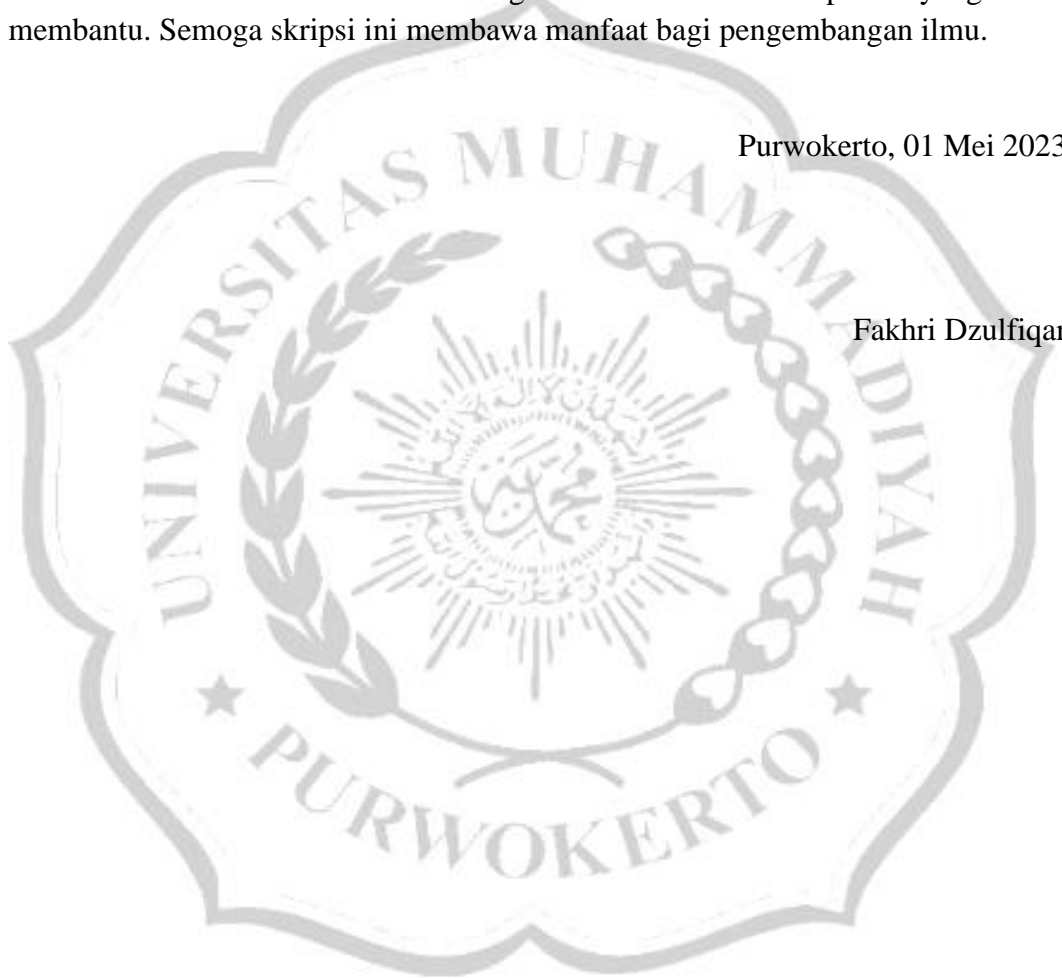 membantu. Semoga skripsi ini membawa manfaat bagi pengembangan ilmu.
Purwokerto, 01 Mei 2023
Fakhri Dzulfiqar
UNIVERSITAS MUHAMMADIYAH
PURWOKERTO